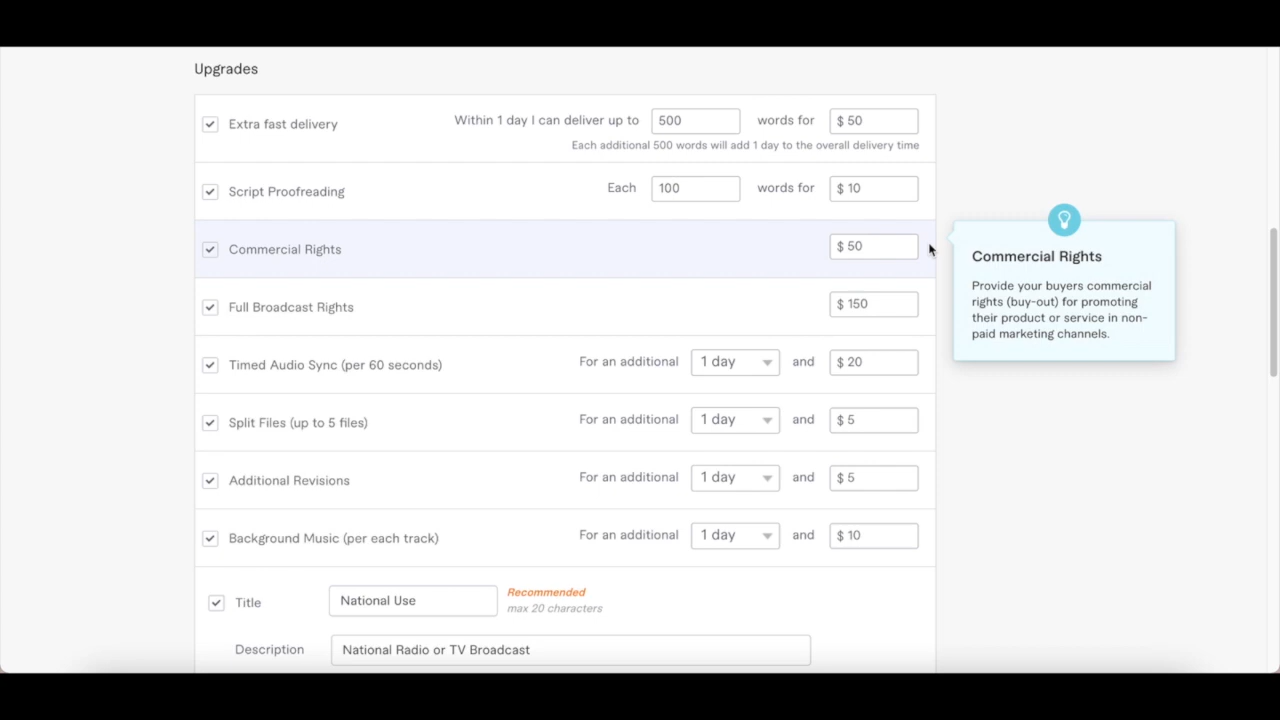 Upgrades
Extra fast delivery Within 1 day I can deliver up to 500 words for $ 50
Each additional 500 words will add 1 day to the overall delivery time
Script Proofreading Each 100 words for $ 10
Commercial Rights $ 50
Commercial Rights
Provide your buyers commercial
rights (buy-out) for promoting
their product or service in non-
paid marketing channels.
Full Broadcast Rights $ 150
Timed Audio Sync (per 60 seconds) For an additional 1 day and $ 20
Split Files (up to 5 files) For an additional 1 day and $ 5
Additional Revisions For an additional 1 day and $ 5
Background Music (per each track) For an additional 1 day and $ 10
Title National Use Recommended
max 20 characters
Description National Radio or TV Broadcast